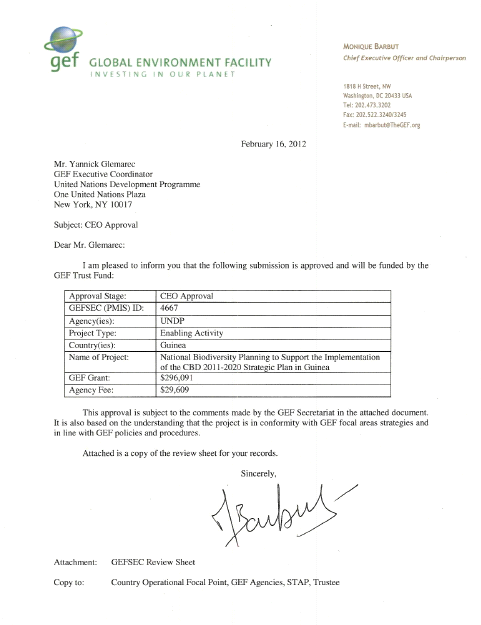 gef GLOBAL ENVIRONMENT FACILITY
INVESTING IN OUR PLANET
MONIQUE BARBUT
Chief Executive Officer and Chairperson
1818 H Street, NW
Washington, DC 20433 USA
Tel: 202.473.3202
Fax: 202.522.3240/3245
E-mail: mbarbut@TheGEF.org
February 16, 2012
Mr. Yannick Glemarec
GEF Executive Coordinator
United Nations Development Programme
One United Nations Plaza
New York, NY 10017
Subject: CEO Approval
Dear Mr. Glemarec:
I am pleased to inform you that the following submission is approved and will be funded by the
GEF Trust Fund:
Approval Stage: CEO Approval
GEFSEC (PMIS) ID: 4667
Agency(ies): UNDP
Project Type: Enabling Activity
Country(ies): Guinea
Name of Project: National Biodiversity Planning to Support the Implementation
of the CBD 2011-2020 Strategic Plan in Guinea
GEF Grant: $296,091
Agency Fee: $29,609
This approval is subject to the comments made by the GEF Secretariat in the attached document.
It is also based on the understanding that the project is in conformity with GEF focal areas strategies and
in line with GEF policies and procedures.
Attached is a copy of the review sheet for your records.
Sincerely,
Barbut
Attachment: GEFSEC Review Sheet
Copy to: Country Operational Focal Point, GEF Agencies, STAP, Trustee